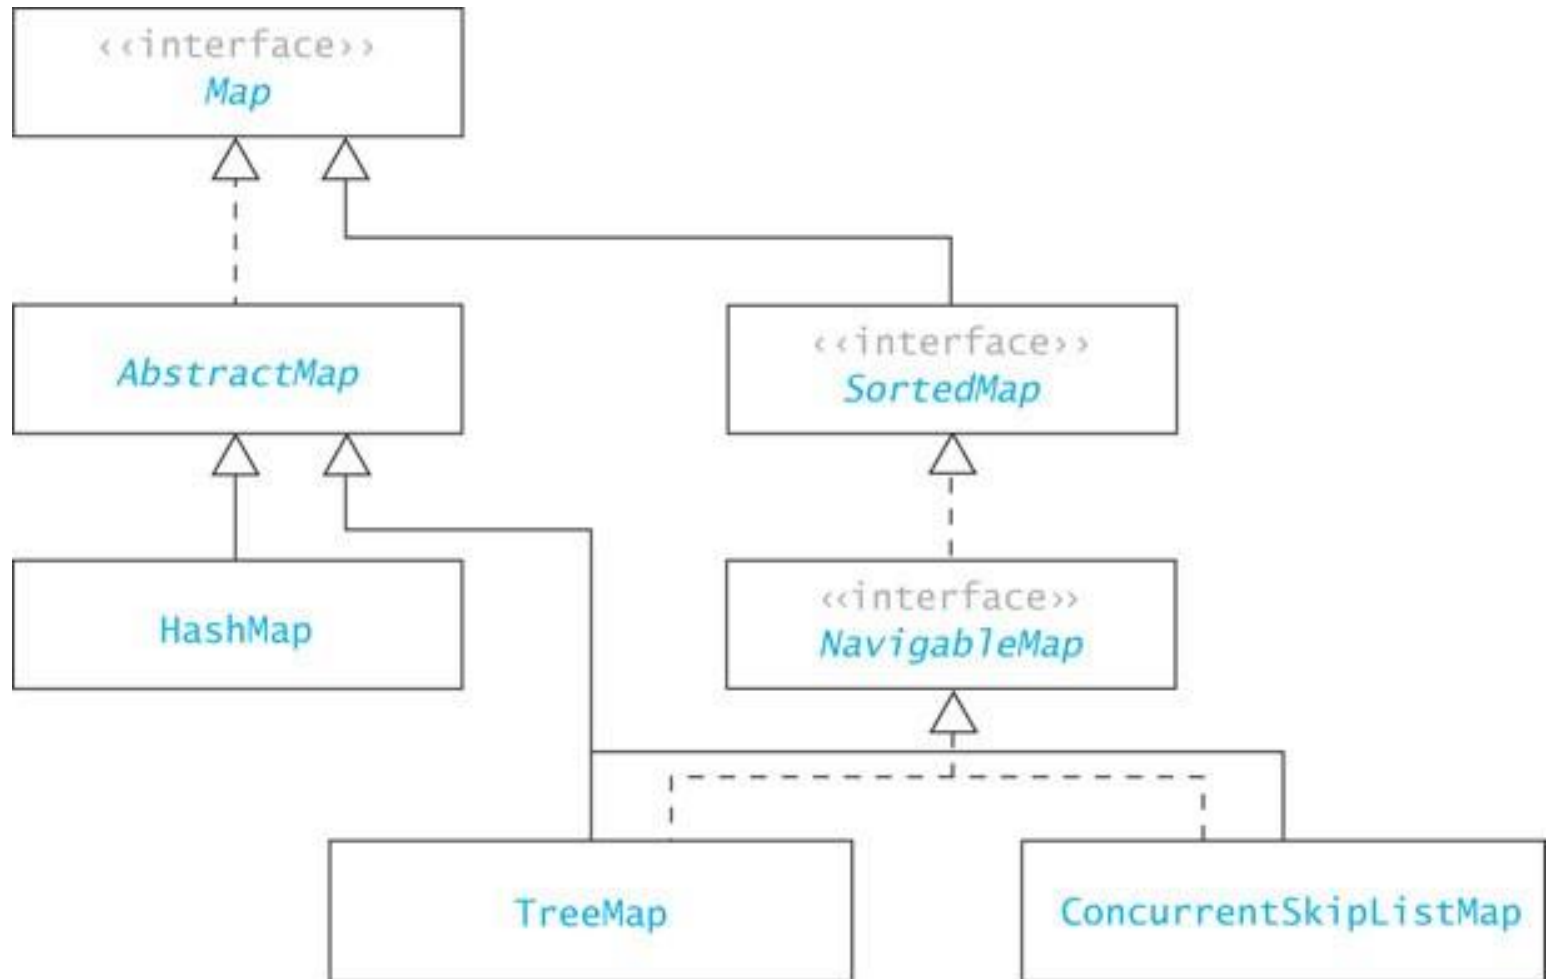 ‹‹interface››
Map
AbstractMap
‹‹interface››
SortedMap
HashMap
‹‹interface››
NavigableMap
TreeMap
ConcurrentSkipListMap